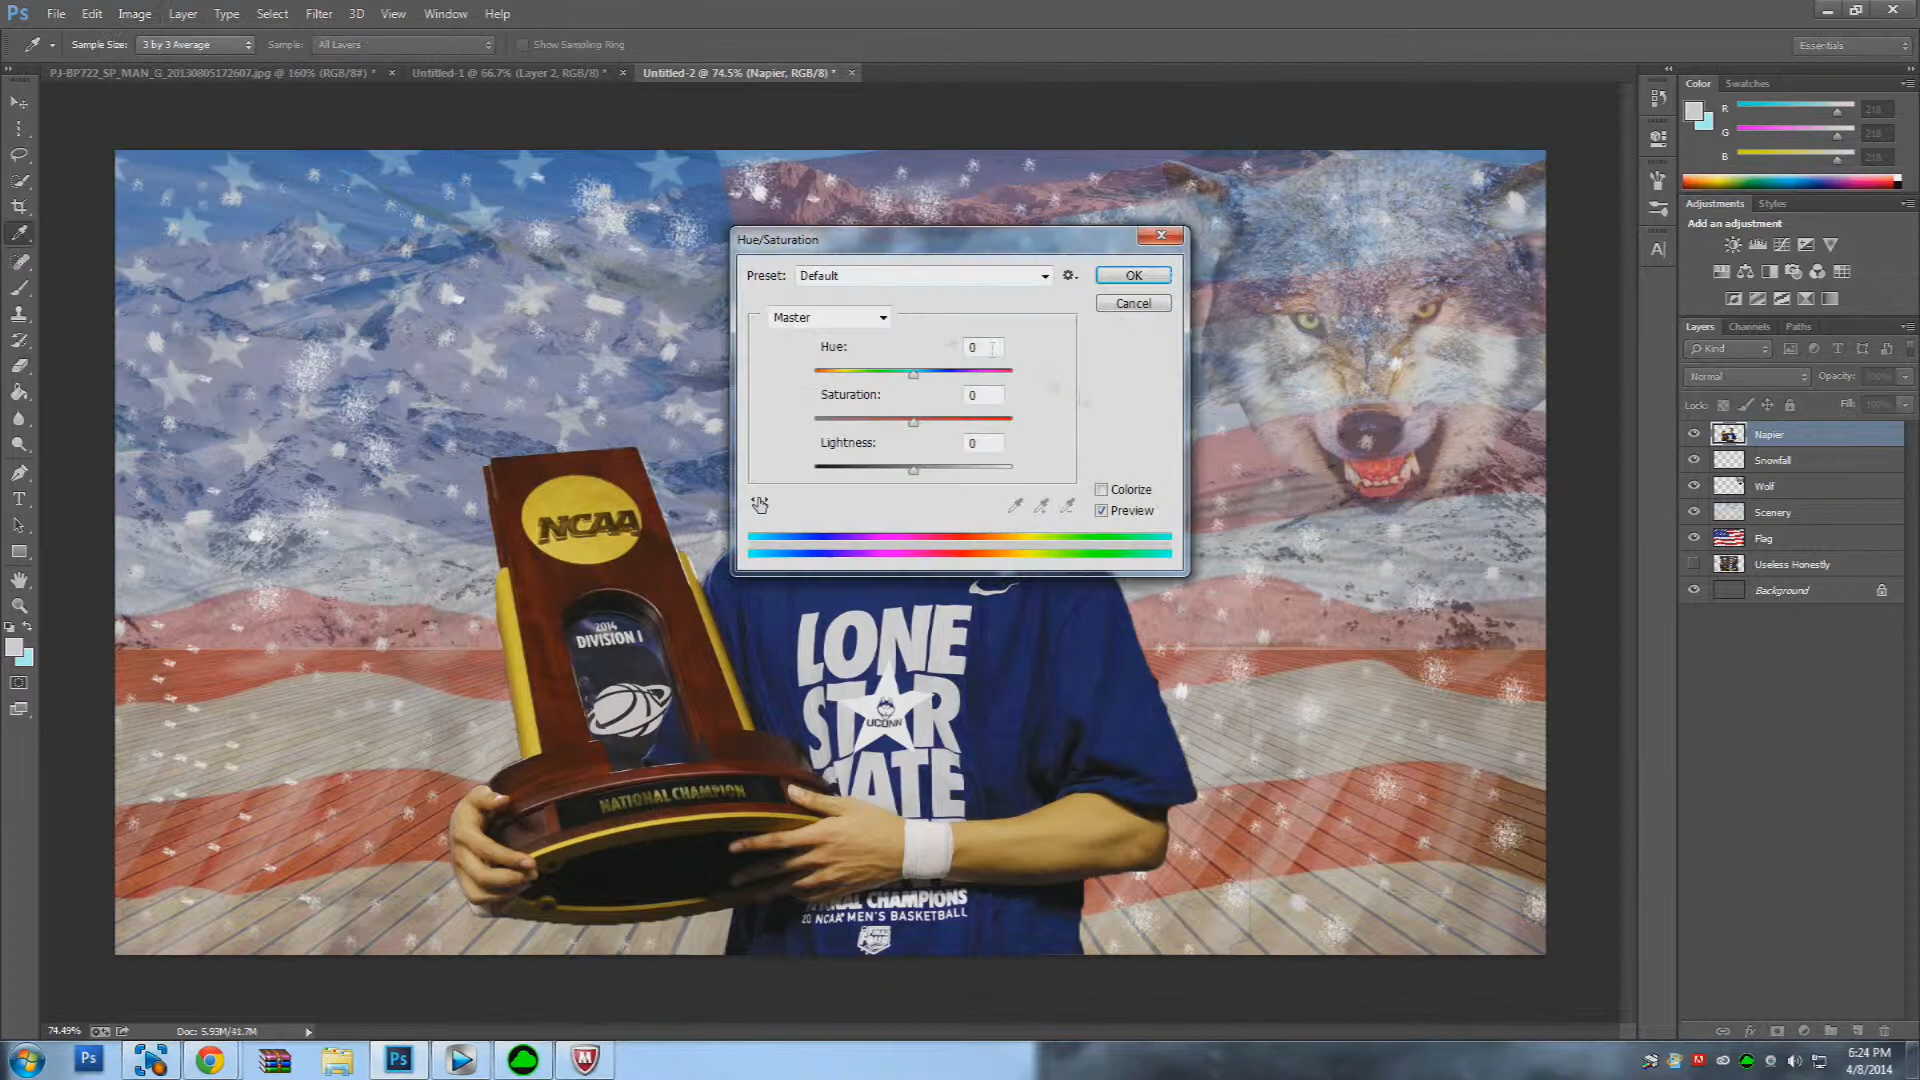 Ps File Edit Image Layer Type Select Filter 3D View Window Help
Sample Size: 3 by 3 Average Sample: All Layers Show Sampling Ring Essentials
PJ-BP722_SP_MAN_G_20130805172607.jpg @ 160% (RGB/8#) * × Untitled-1 @ 66.7% (Layer 2, RGB/8) * × Untitled-2 @ 74.5% (Napier, RGB/8) * ×
Color Swatches
R 218
G 218
B 218
Adjustments Styles
Add an adjustment
Hue/Saturation
Preset: Default OK
Cancel
Master
Hue: 0
Saturation: 0
Lightness: 0
Colorize
Preview
Layers Channels Paths
Kind
Normal Opacity: 100%
Lock: Fill: 100%
Napier
Snowfall
Wolf
Scenery
Flag
Useless Honestly
Background
NCAA
2014
DIVISION I
NATIONAL CHAMPION
LONE
STAR
STATE
UCONN
NAL CHAMPIONS
20 NCAA MEN'S BASKETBALL
FINAL FOUR
74.49% Doc: 5.93M/41.7M
Ps Ps
6:24 PM
4/8/2014